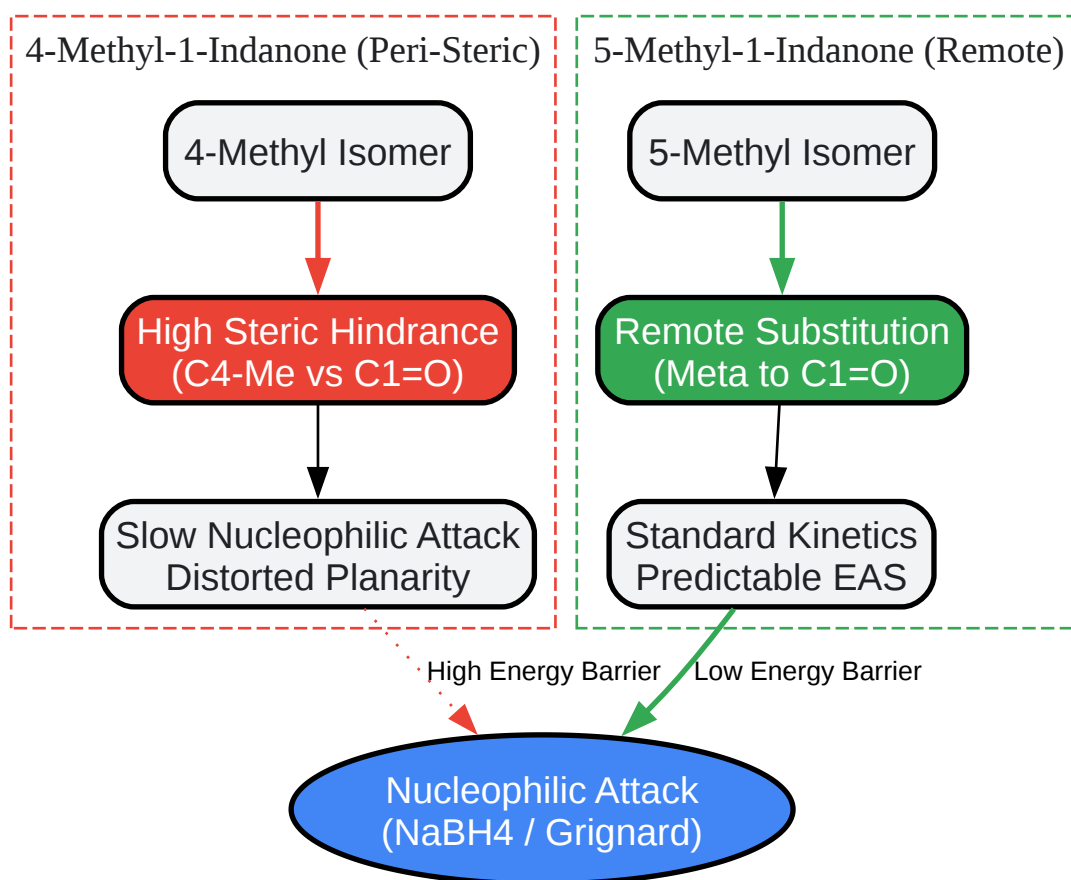 4-Methyl-1-Indanone (Peri-Steric)
4-Methyl Isomer
High Steric Hindrance
(C4-Me vs C1=O)
Slow Nucleophilic Attack
Distorted Planarity
5-Methyl-1-Indanone (Remote)
5-Methyl Isomer
Remote Substitution
(Meta to C1=O)
Standard Kinetics
Predictable EAS
High Energy Barrier
Low Energy Barrier
Nucleophilic Attack
(NaBH4 / Grignard)